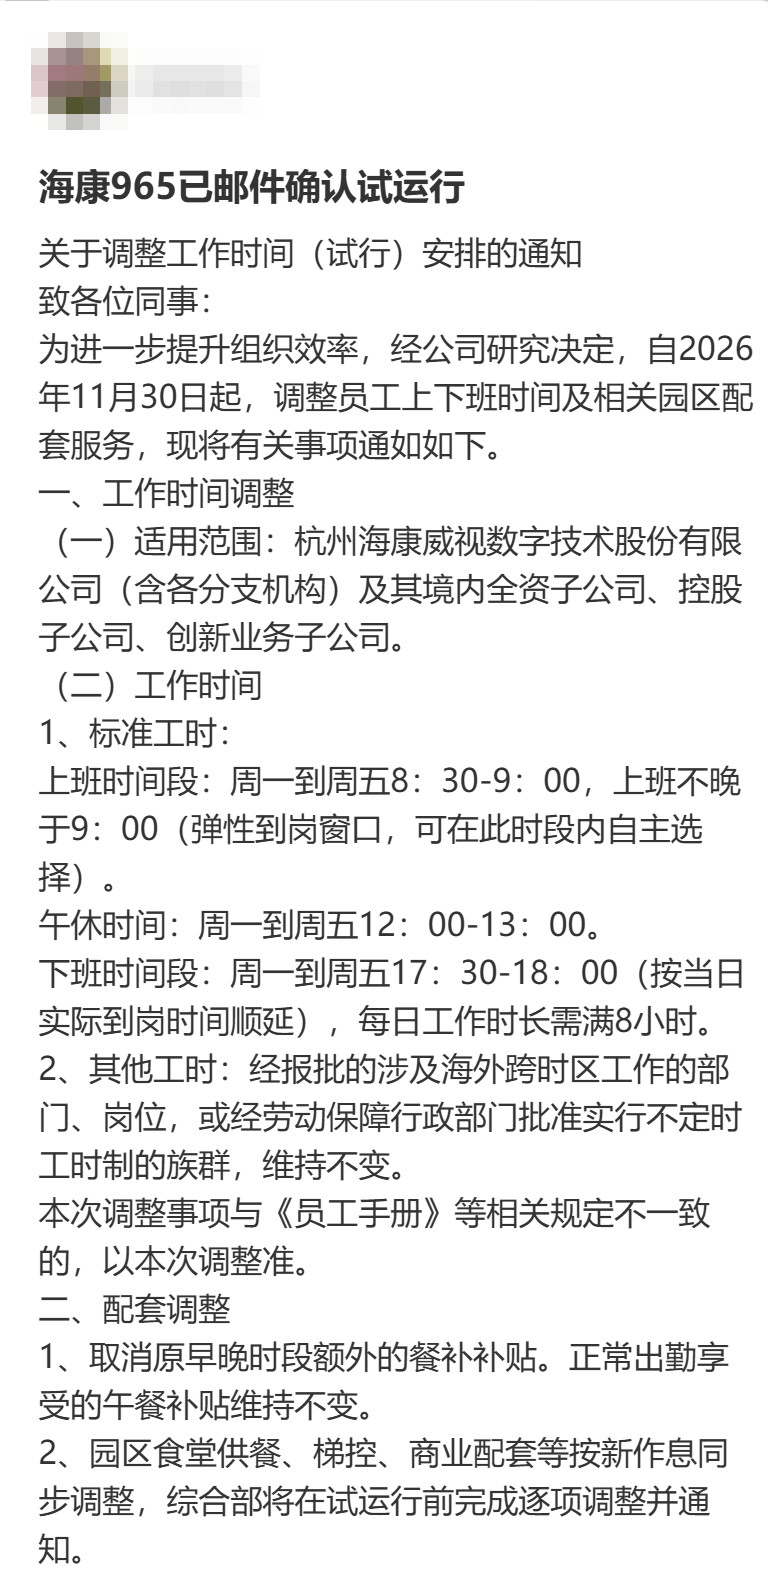 海康965已邮件确认试运行
关于调整工作时间（试行）安排的通知
致各位同事：
为进一步提升组织效率，经公司研究决定，自2026
年11月30日起，调整员工上下班时间及相关园区配
套服务，现将有关事项通如如下。
一、工作时间调整
（一）适用范围：杭州海康威视数字技术股份有限
公司（含各分支机构）及其境内全资子公司、控股
子公司、创新业务子公司。
（二）工作时间
1、标准工时：
上班时间段：周一到周五8：30-9：00，上班不晚
于9：00（弹性到岗窗口，可在此时段内自主选
择）。
午休时间：周一到周五12：00-13：00。
下班时间段：周一到周五17：30-18：00（按当日
实际到岗时间顺延），每日工作时长需满8小时。
2、其他工时：经报批的涉及海外跨时区工作的部
门、岗位，或经劳动保障行政部门批准实行不定时
工时制的族群，维持不变。
本次调整事项与《员工手册》等相关规定不一致
的，以本次调整准。
二、配套调整
1、取消原早晚时段额外的餐补补贴。正常出勤享
受的午餐补贴维持不变。
2、园区食堂供餐、梯控、商业配套等按新作息同
步调整，综合部将在试运行前完成逐项调整并通
知。